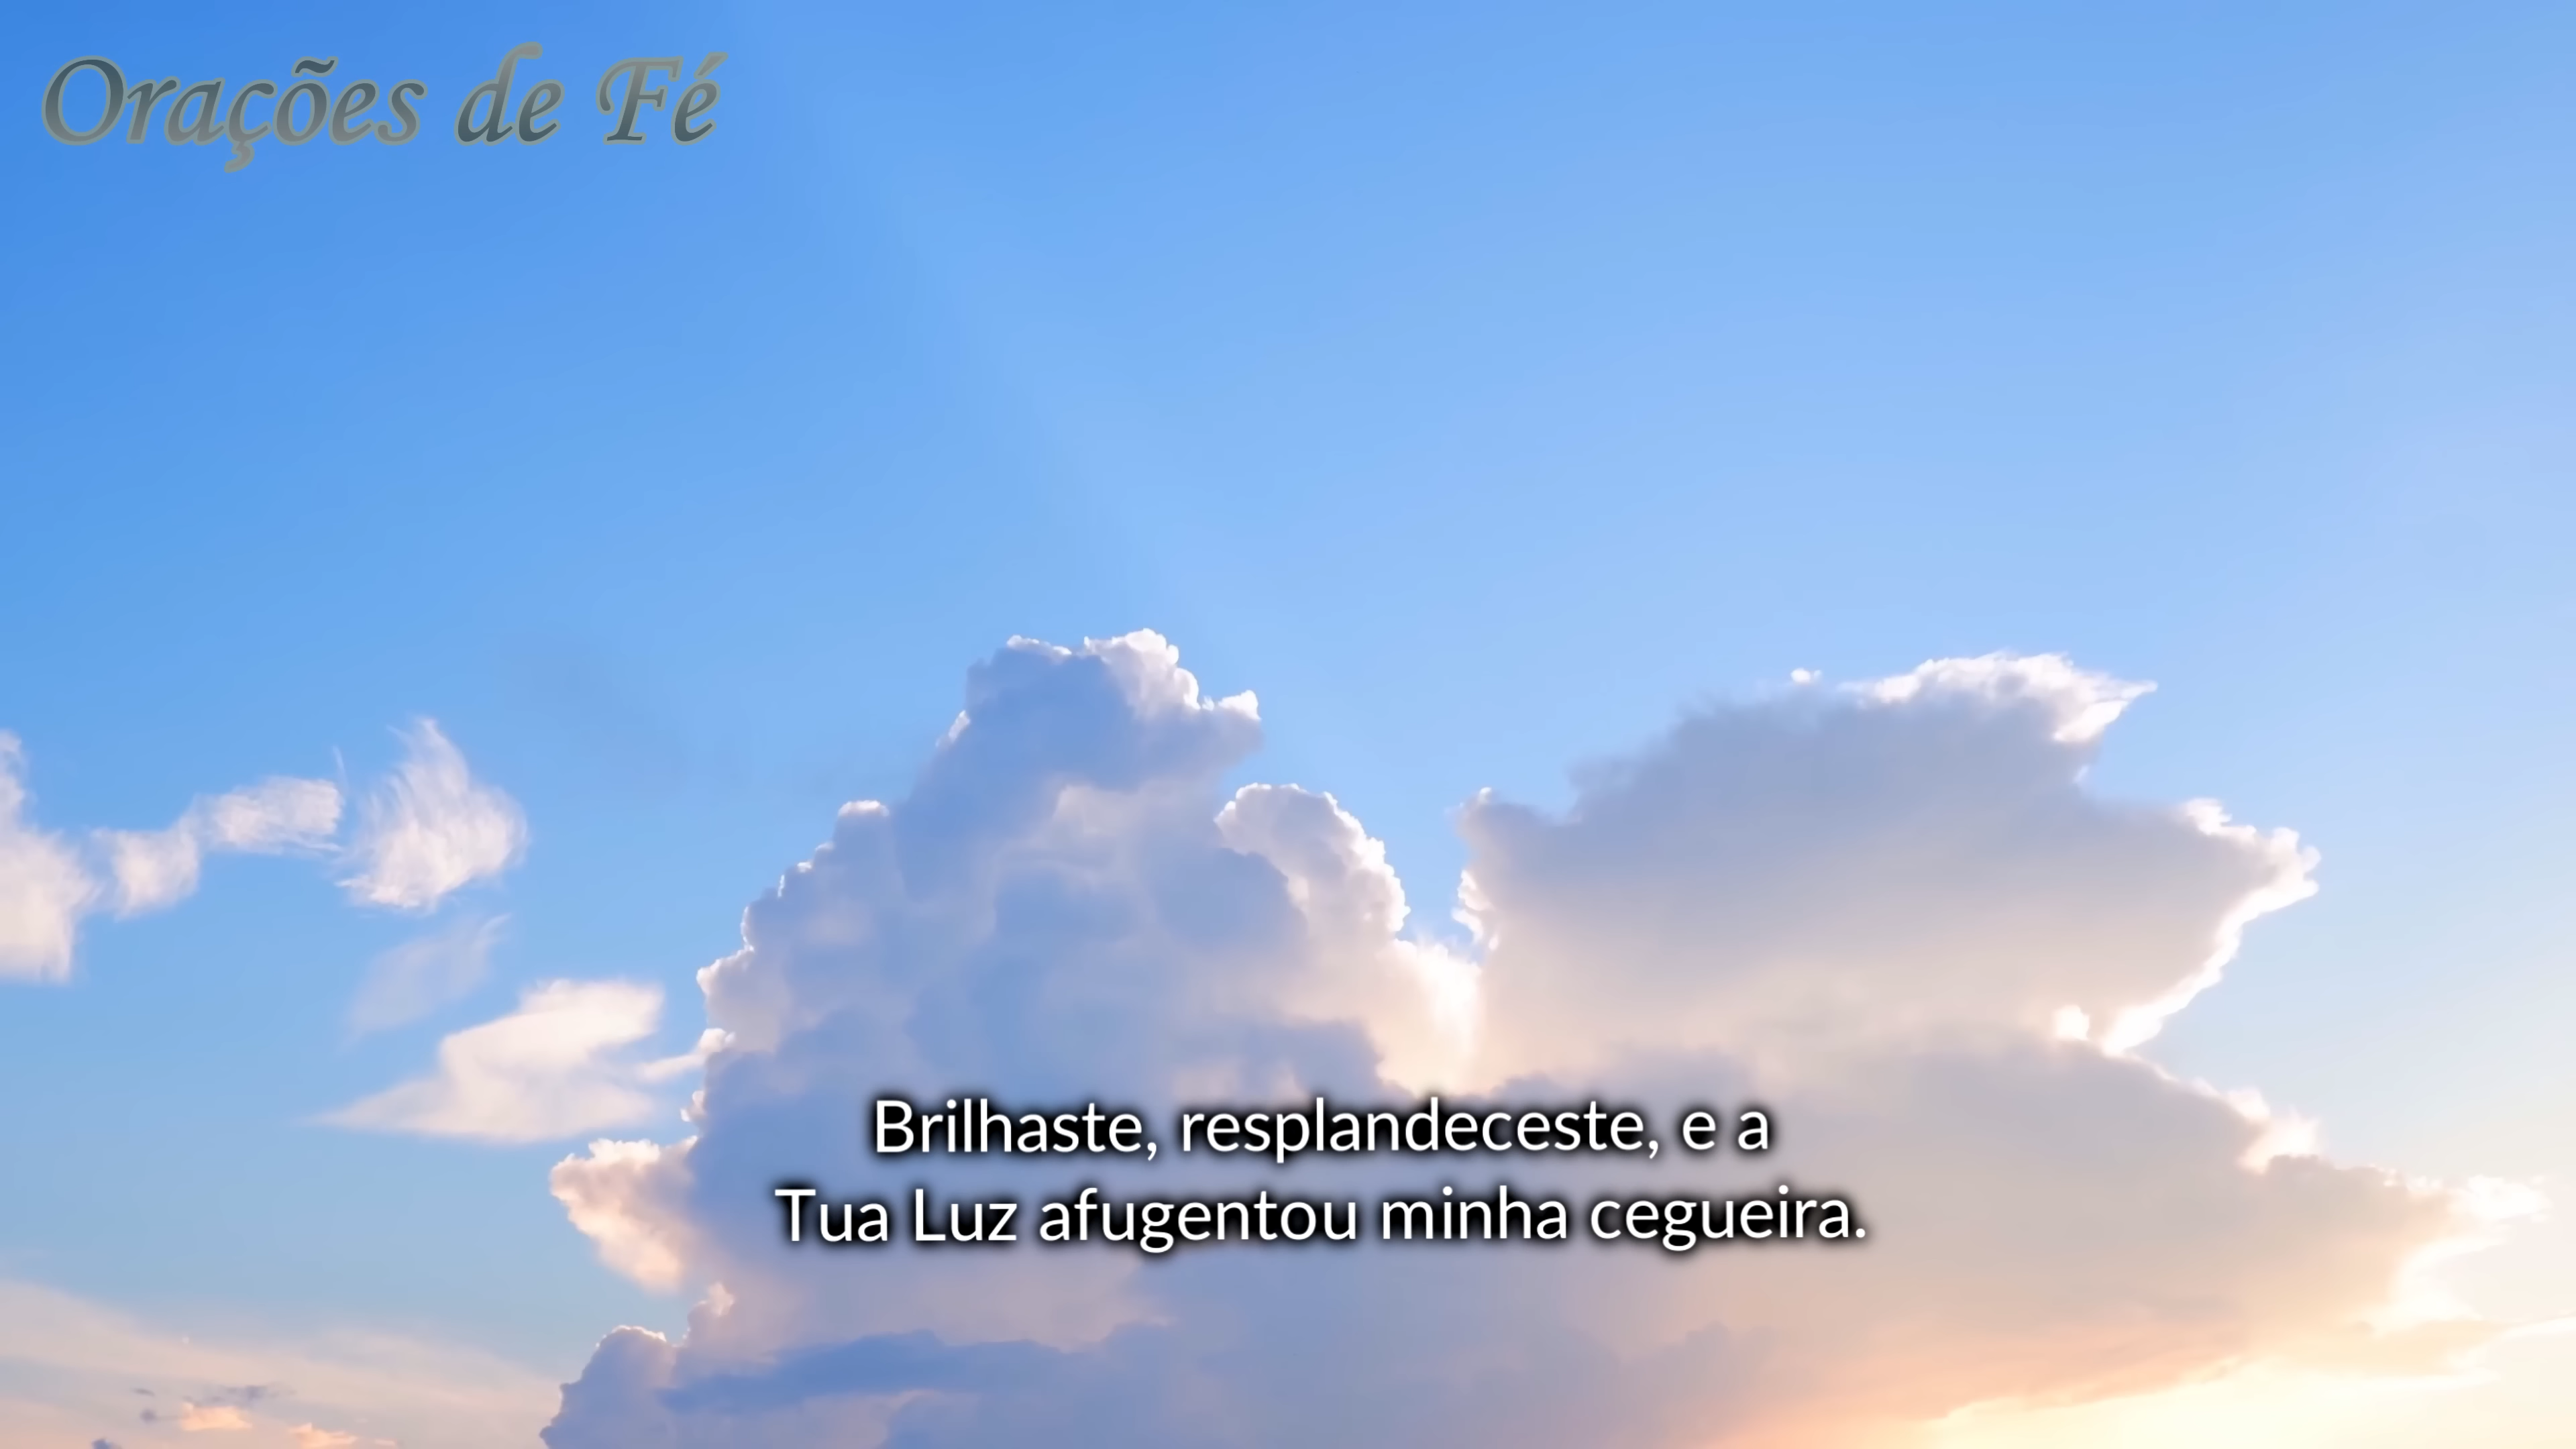 Orações de Fé
Brilhaste, resplandeceste, e a
Tua Luz afugentou minha cegueira.